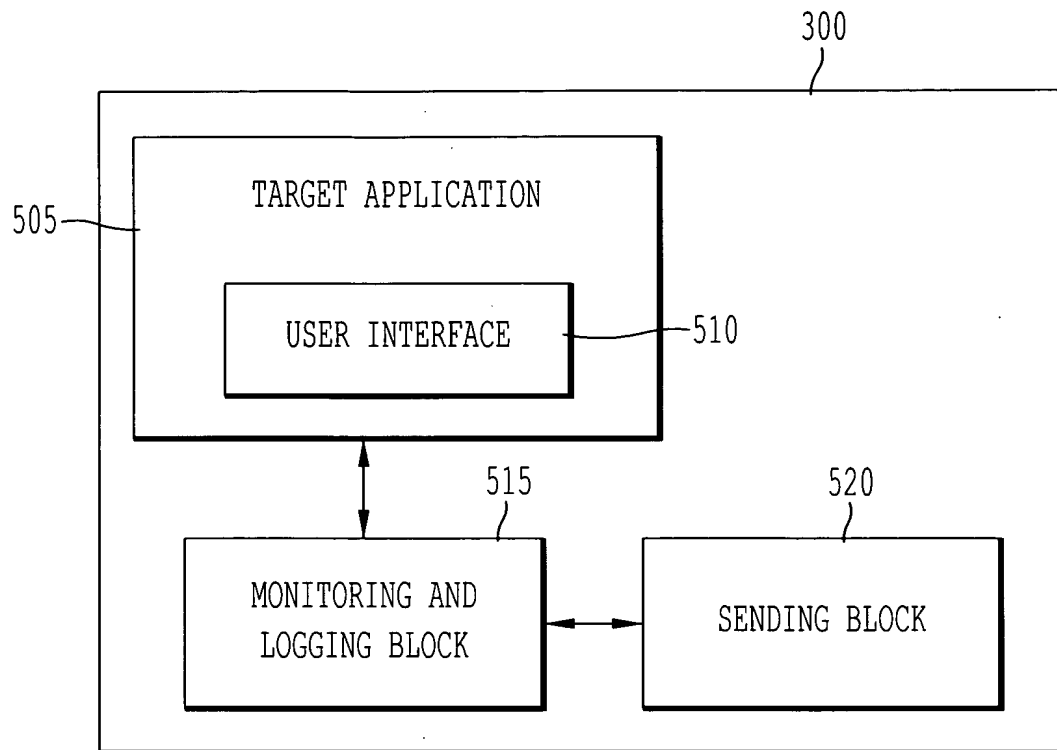 300
TARGET APPLICATION
505
USER INTERFACE
510
515
520
MONITORING AND
LOGGING BLOCK
SENDING BLOCK